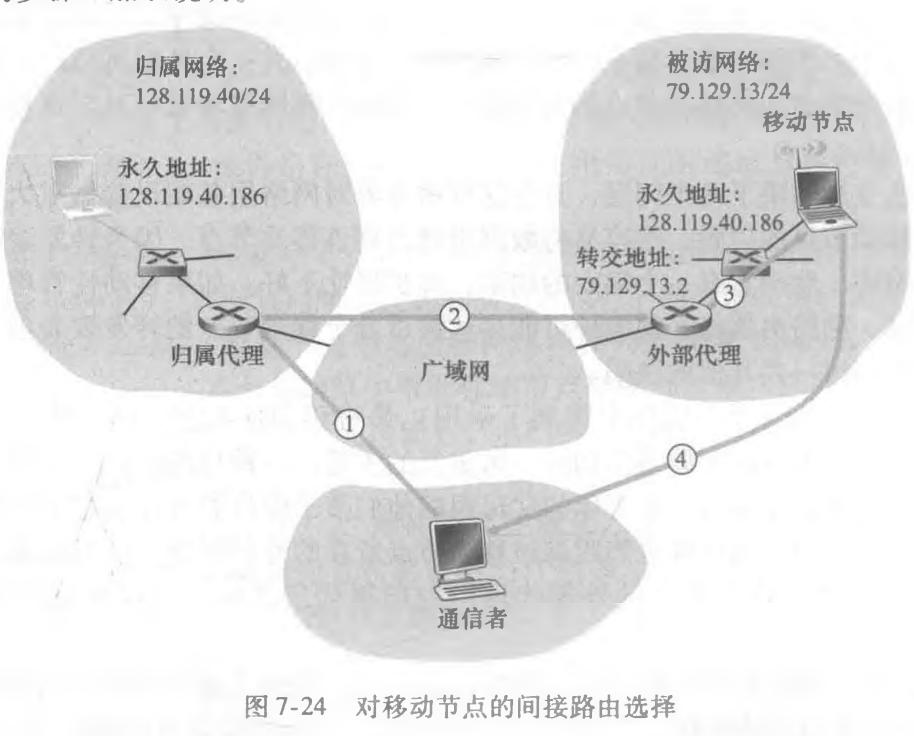 归属网络：
128.119.40/24
永久地址：
128.119.40.186
归属代理
被访网络：
79.129.13/24
移动节点
永久地址：
128.119.40.186
转交地址：
79.129.13.2
③
外部代理
②
广域网
①
④
通信者
图 7-24 对移动节点的间接路由选择